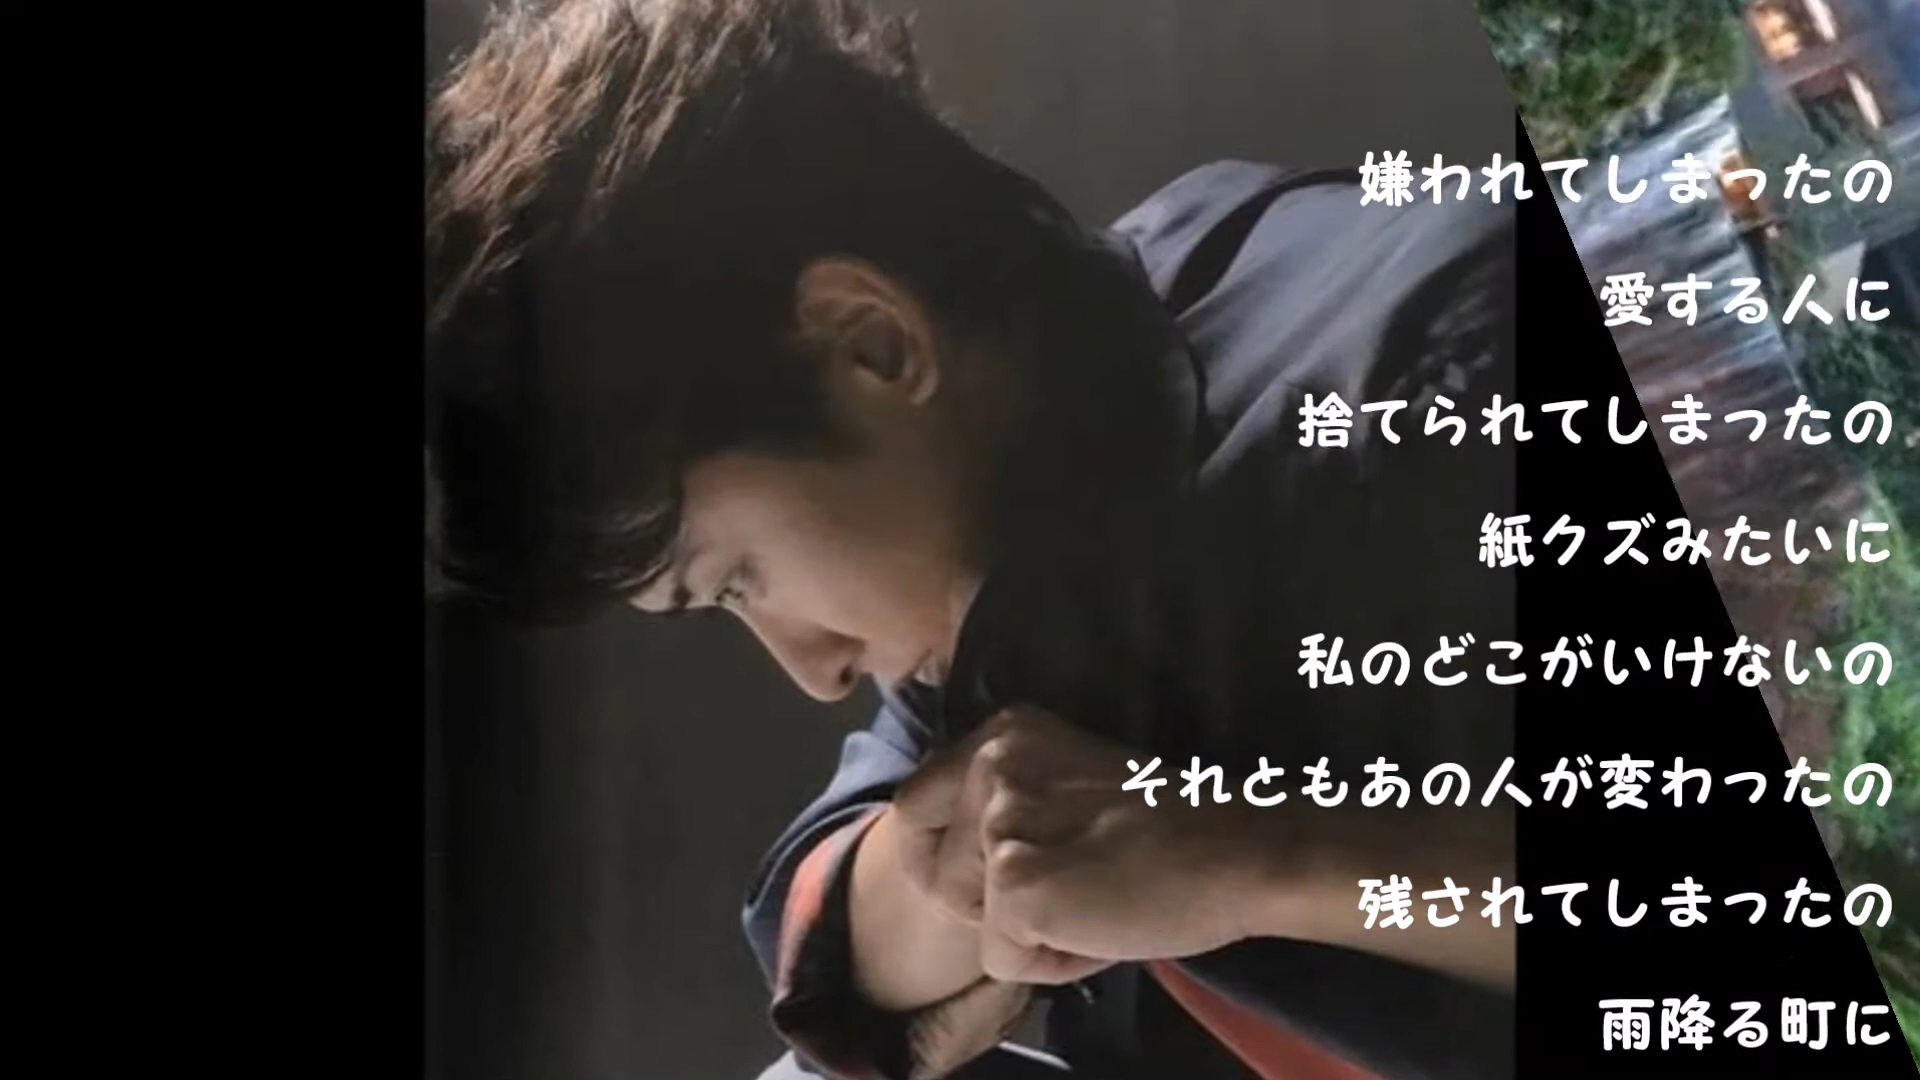 嫌われてしまったの
愛する人に
捨てられてしまったの
紙クズみたいに
私のどこがいけないの
それともあの人が変わったの
残されてしまったの
雨降る町に